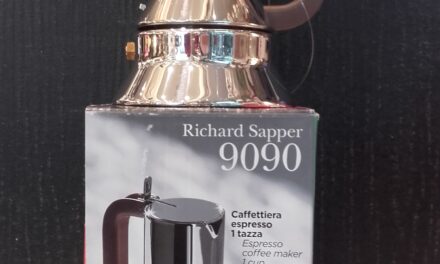 Richard Sapper
9090
Caffettiera
espresso
1 tazza
Espresso
coffee maker
1 cup